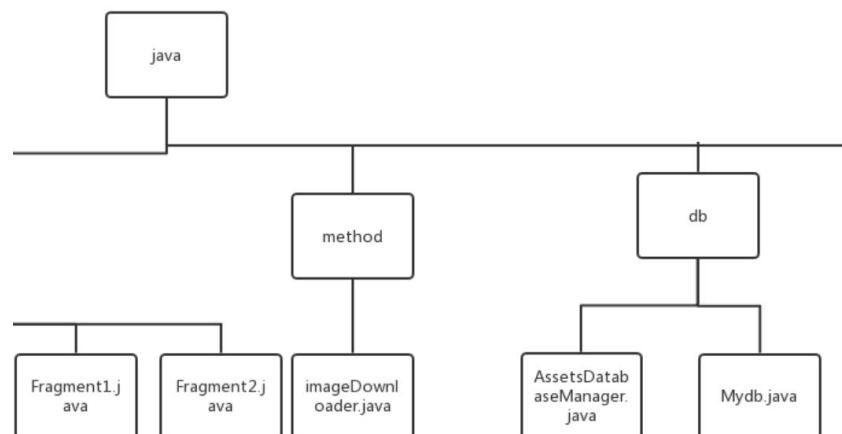 java
method
db
Fragment1.j
ava
Fragment2.j
ava
imageDownl
oader.java
AssetsDatab
aseManager.
java
Mydb.java